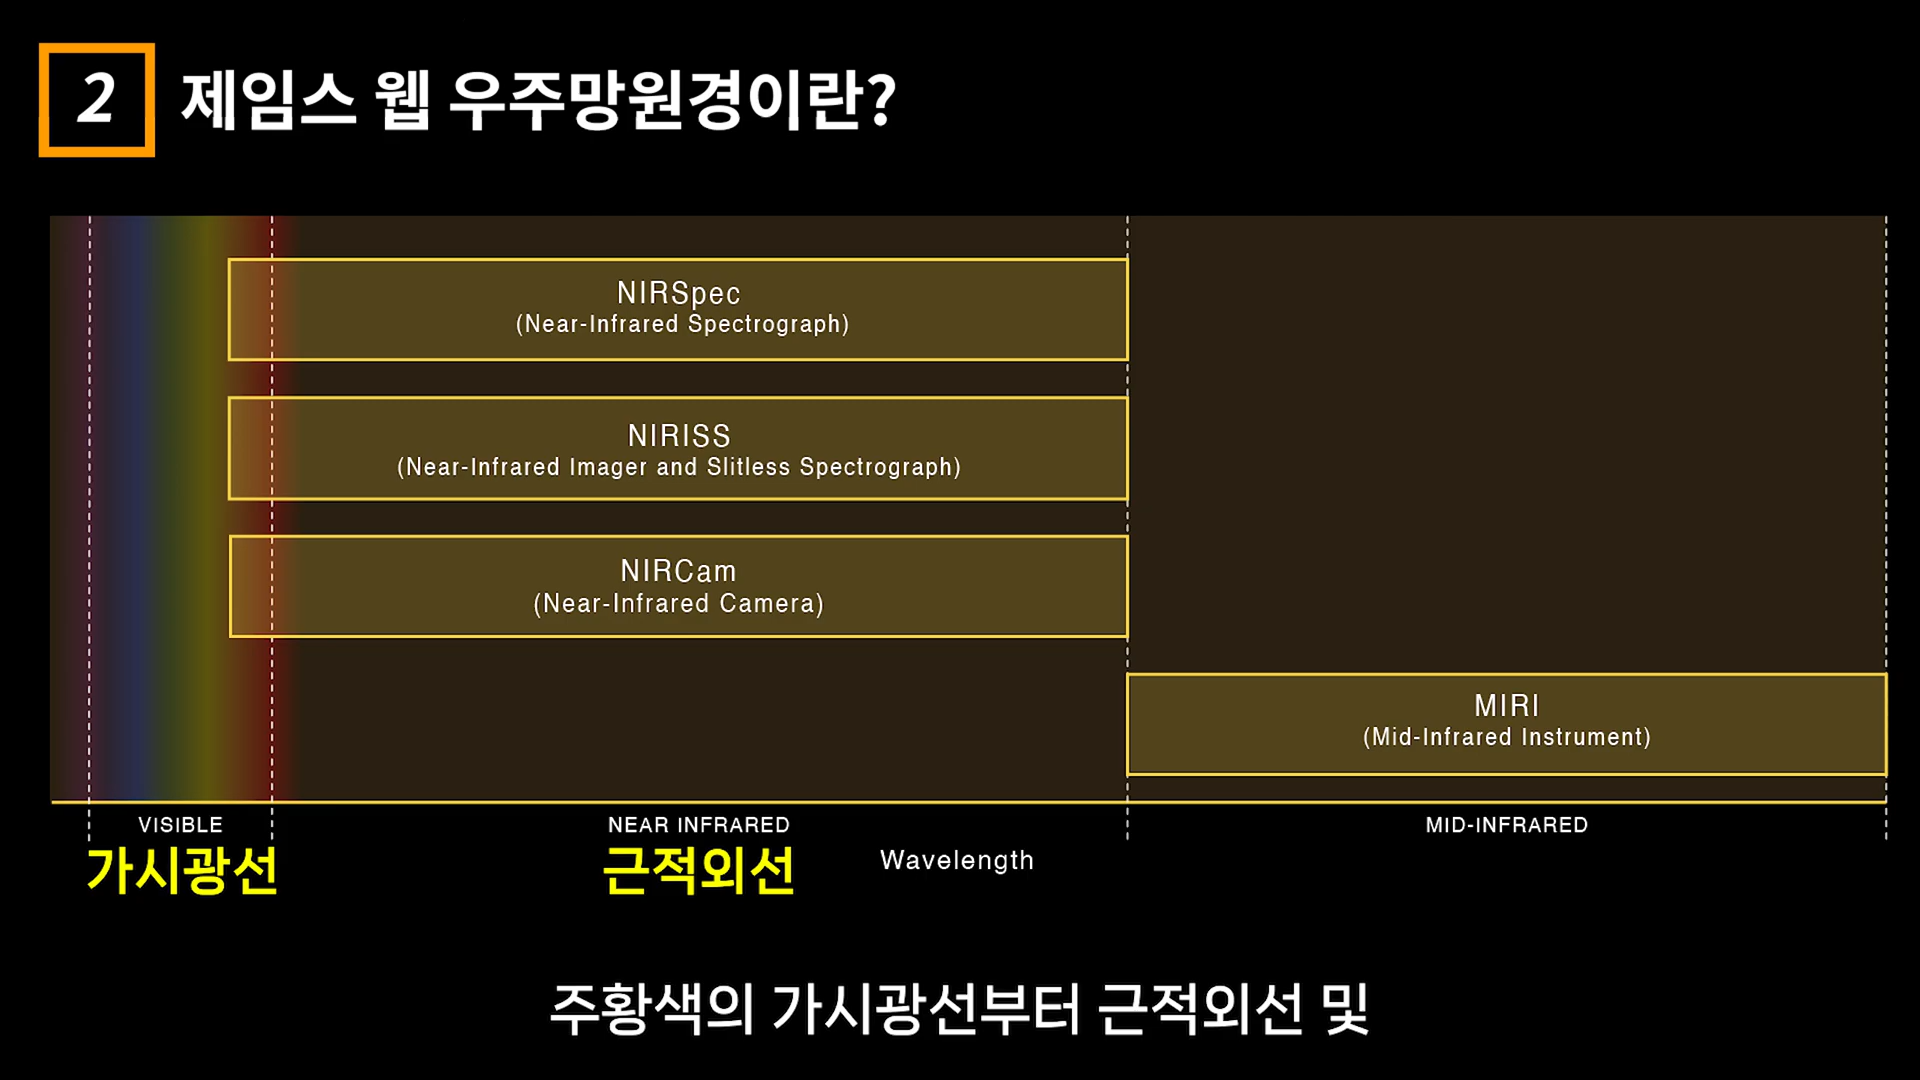 2 제임스 웹 우주망원경이란?
NIRSpec
(Near-Infrared Spectrograph)
NIRISS
(Near-Infrared Imager and Slitless Spectrograph)
NIRCam
(Near-Infrared Camera)
MIRI
(Mid-Infrared Instrument)
VISIBLE NEAR INFRARED MID-INFRARED
가시광선 근적외선 Wavelength
주황색의 가시광선부터 근적외선 및